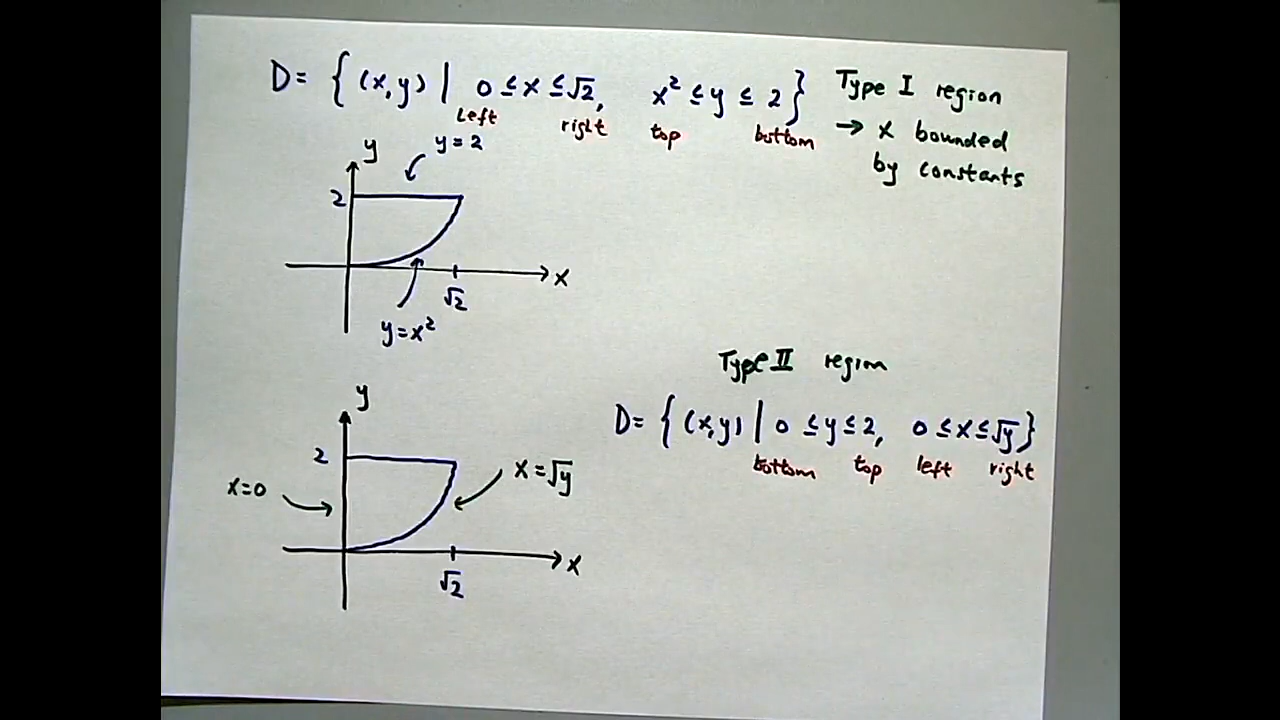 D = { (x,y) | 0 ≤ x ≤ √2, x² ≤ y ≤ 2}
left right top bottom
Type I region
→ x bounded
by constants
y
y = 2
2
x
√2
y = x²
Type II region
D = { (x,y) | 0 ≤ y ≤ 2, 0 ≤ x ≤ √y }
bottom top left right
y
2
x = √y
x=0
x
√2